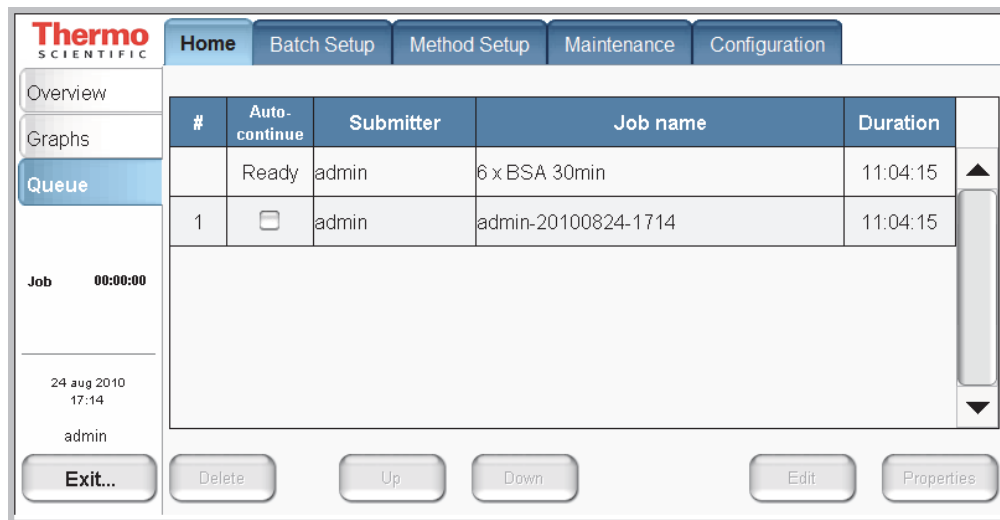 Thermo
SCIENTIFIC
Home Batch Setup Method Setup Maintenance Configuration
Overview
Graphs
Queue
# Auto-continue Submitter Job name Duration
Ready admin 6 x BSA 30min 11:04:15
1 admin admin-20100824-1714 11:04:15
Job 00:00:00
24 aug 2010
17:14
admin
Exit... Delete Up Down Edit Properties